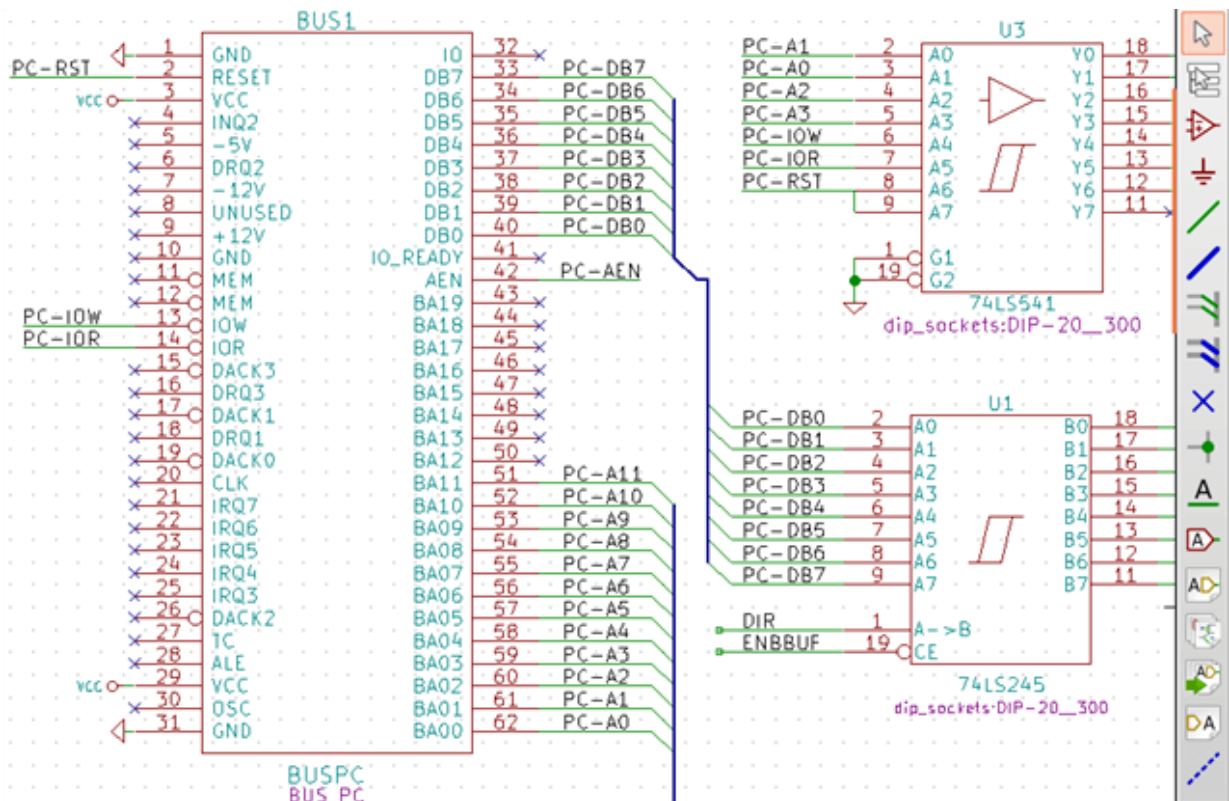 BUS1
1 GND IO 32
PC-RST 2 RESET DB7 33 PC-DB7
VCC 3 VCC DB6 34 PC-DB6
4 INQ2 DB5 35 PC-DB5
5 -5V DB4 36 PC-DB4
6 DRQ2 DB3 37 PC-DB3
7 -12V DB2 38 PC-DB2
8 UNUSED DB1 39 PC-DB1
9 +12V DB0 40 PC-DB0
10 GND IO_READY 41
11 MEM AEN 42 PC-AEN
12 MEM BA19 43
PC-IOW 13 IOW BA18 44
PC-IOR 14 IOR BA17 45
15 DACK3 BA16 46
16 DRQ3 BA15 47
17 DACK1 BA14 48
18 DRQ1 BA13 49
19 DACK0 BA12 50
20 CLK BA11 51 PC-A11
21 IRQ7 BA10 52 PC-A10
22 IRQ6 BA09 53 PC-A9
23 IRQ5 BA08 54 PC-A8
24 IRQ4 BA07 55 PC-A7
25 IRQ3 BA06 56 PC-A6
26 DACK2 BA05 57 PC-A5
27 TC BA04 58 PC-A4
28 ALE BA03 59 PC-A3
VCC 29 VCC BA02 60 PC-A2
30 OSC BA01 61 PC-A1
31 GND BA00 62 PC-A0
BUSPC
BUS_PC
U3
PC-A1 2 A0 Y0 18
PC-A0 3 A1 Y1 17
PC-A2 4 A2 Y2 16
PC-A3 5 A3 Y3 15
PC-IOW 6 A4 Y4 14
PC-IOR 7 A5 Y5 13
PC-RST 8 A6 Y6 12
9 A7 Y7 11
1 G1
19 G2
74LS541
dip_sockets:DIP-20__300
U1
PC-DB0 2 A0 B0 18
PC-DB1 3 A1 B1 17
PC-DB2 4 A2 B2 16
PC-DB3 5 A3 B3 15
PC-DB4 6 A4 B4 14
PC-DB5 7 A5 B5 13
PC-DB6 8 A6 B6 12
PC-DB7 9 A7 B7 11
DIR 1 A->B
ENBBUF 19 CE
74LS245
dip_sockets:DIP-20__300
A
A
AD
AD
DA